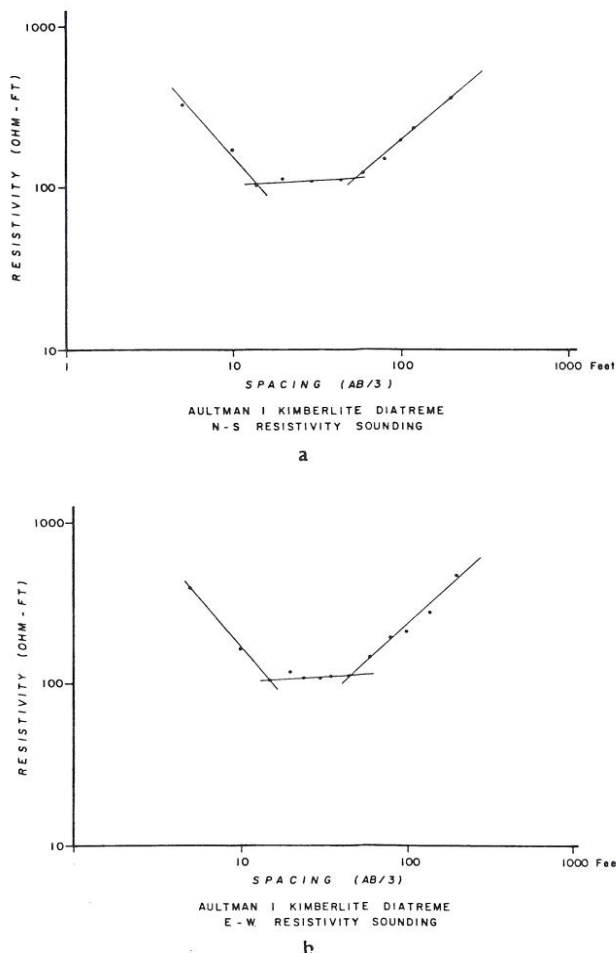 1000
RESISTIVITY (OHM-FT)
100
10
1 10 100 1000 Feet
SPACING (AB/3)
AULTMAN I KIMBERLITE DIATREME
N-S RESISTIVITY SOUNDING
a
1000
RESISTIVITY (OHM-FT)
100
10
10 100 1000 Fee
SPACING (AB/3)
AULTMAN I KIMBERLITE DIATREME
E-W RESISTIVITY SOUNDING
b